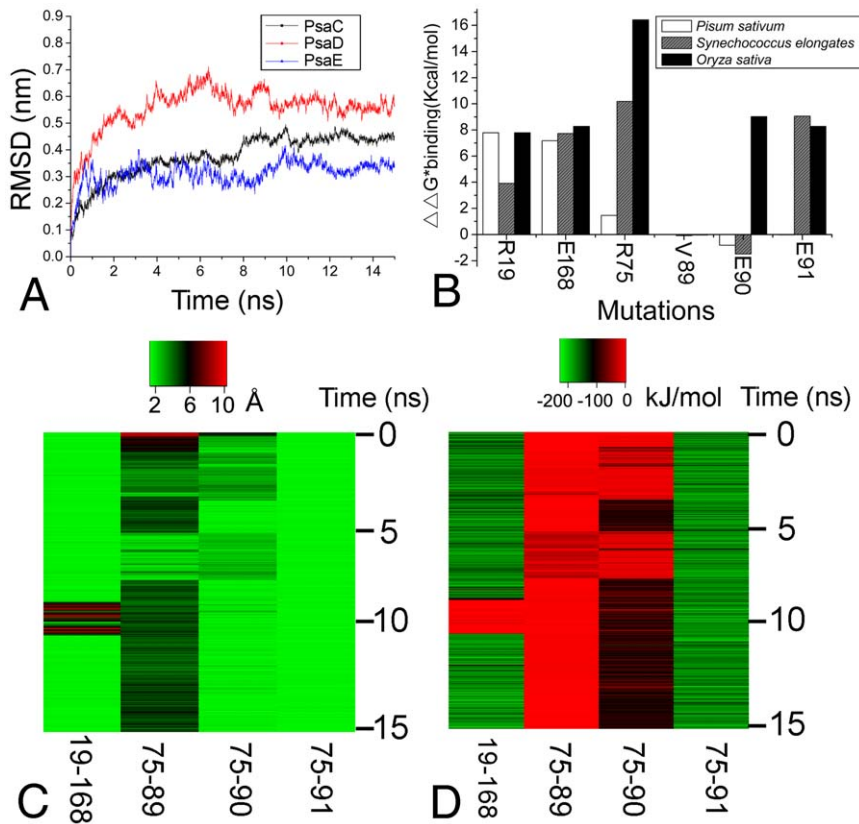 0.9
0.8
0.7
0.6
0.5
0.4
0.3
0.2
0.1
0.0
RMSD (nm)
PsaC
PsaD
PsaE
0 2 4 6 8 10 12 14
Time (ns)
A
16
14
12
10
8
6
4
2
0
-2
△△G*binding(Kcal/mol)
Pisum sativum
Synechococcus elongates
Oryza sativa
R19 E168 R75 V89 E90 E91
Mutations
B
2 6 10 Å
Time (ns)
0
5
10
15
19-168 75-89 75-90 75-91
C
-200 -100 0 kJ/mol
Time (ns)
0
5
10
15
19-168 75-89 75-90 75-91
D